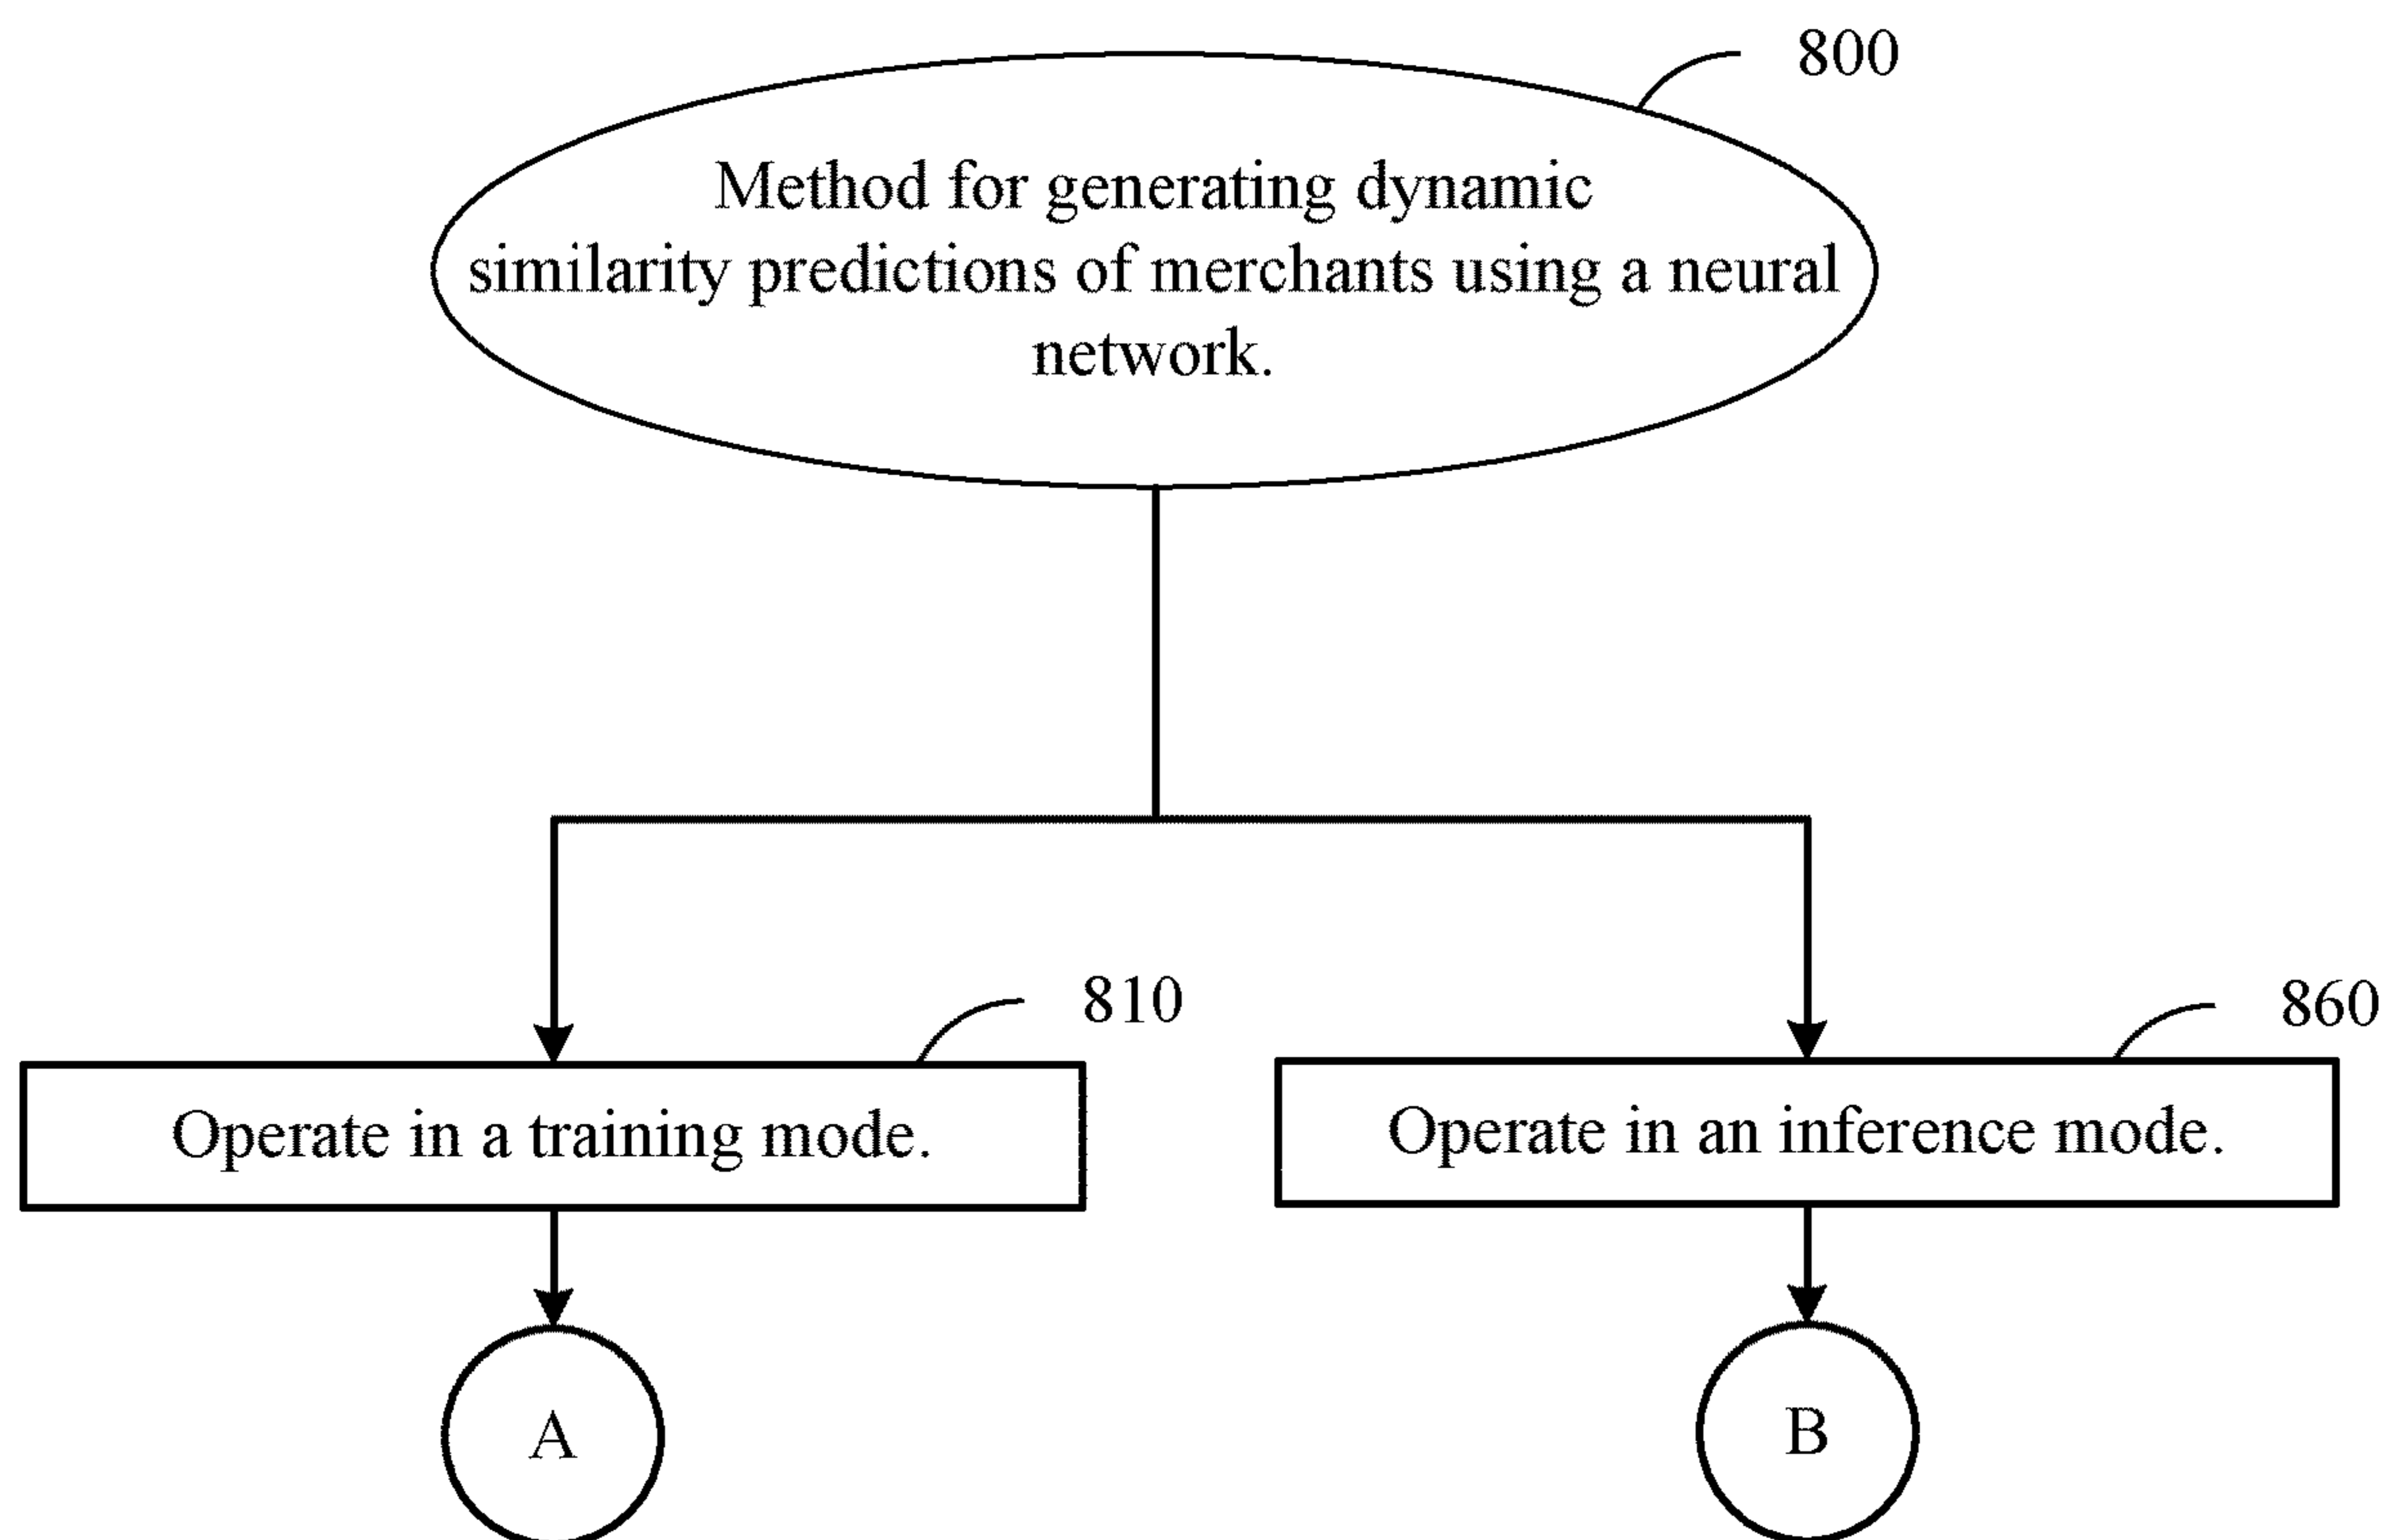 800
Method for generating dynamic
similarity predictions of merchants using a neural
network.
810
860
Operate in a training mode.
Operate in an inference mode.
A
B